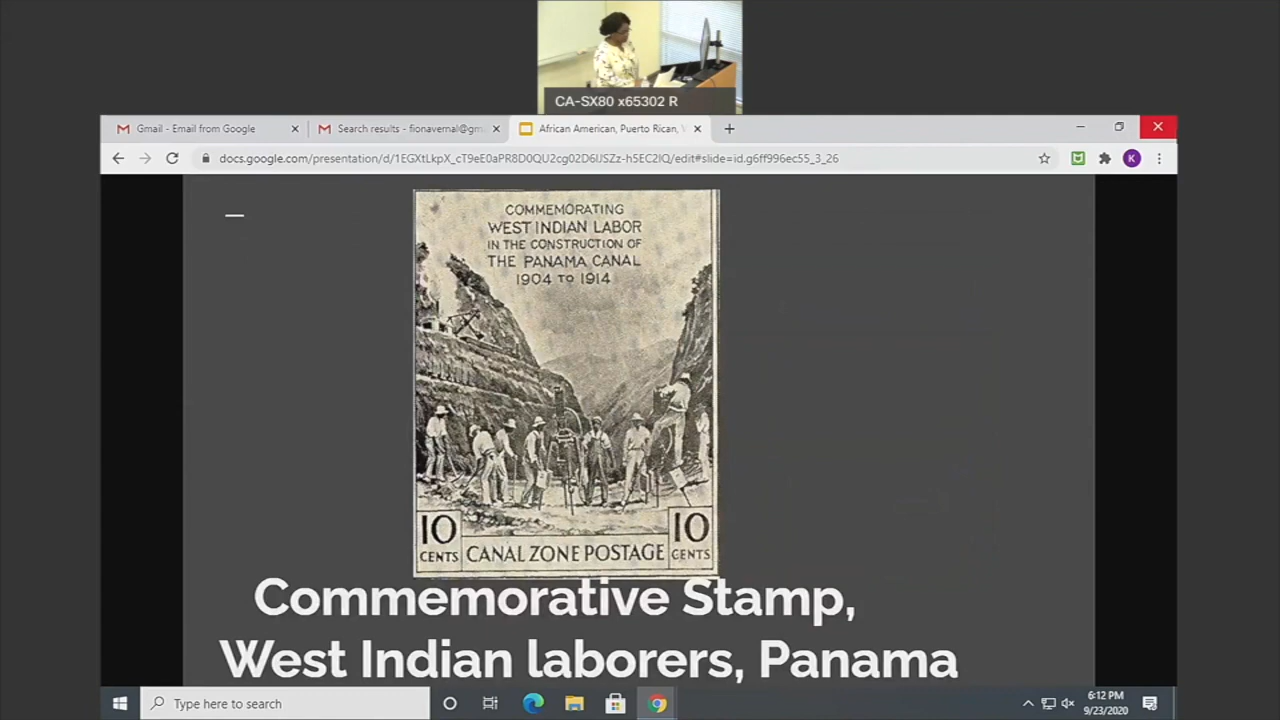 CA-SX80 x65302 R
Gmail - Email from Google
Search results - fionavernal@gm
African American, Puerto Rican,
docs.google.com/presentation/d/1EGXtLkpX_cT9eE0aPR8D0QU2cg02D6lJSZz-h5EC2IQ/edit#slide=id.g6ff996ec55_3_26
K
COMMEMORATING
WEST INDIAN LABOR
IN THE CONSTRUCTION OF
THE PANAMA CANAL
1904 TO 1914
10 CENTS
CANAL ZONE POSTAGE
10 CENTS
Commemorative Stamp,
West Indian laborers, Panama
Type here to search
6:12 PM
9/23/2020